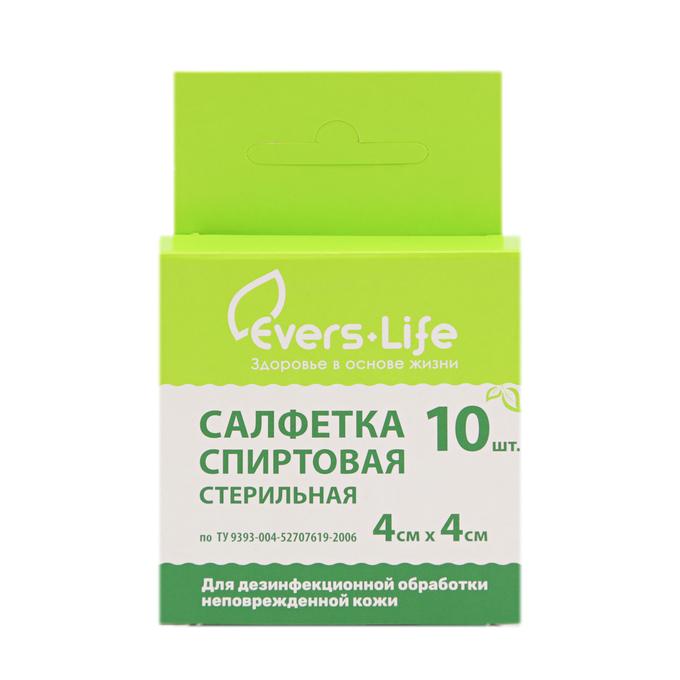 Evers+Life
Здоровье в основе жизни
САЛФЕТКА 10 шт.
СПИРТОВАЯ
СТЕРИЛЬНАЯ
по ТУ 9393-004-52707619-2006 4см х 4см
Для дезинфекционной обработки
неповрежденной кожи